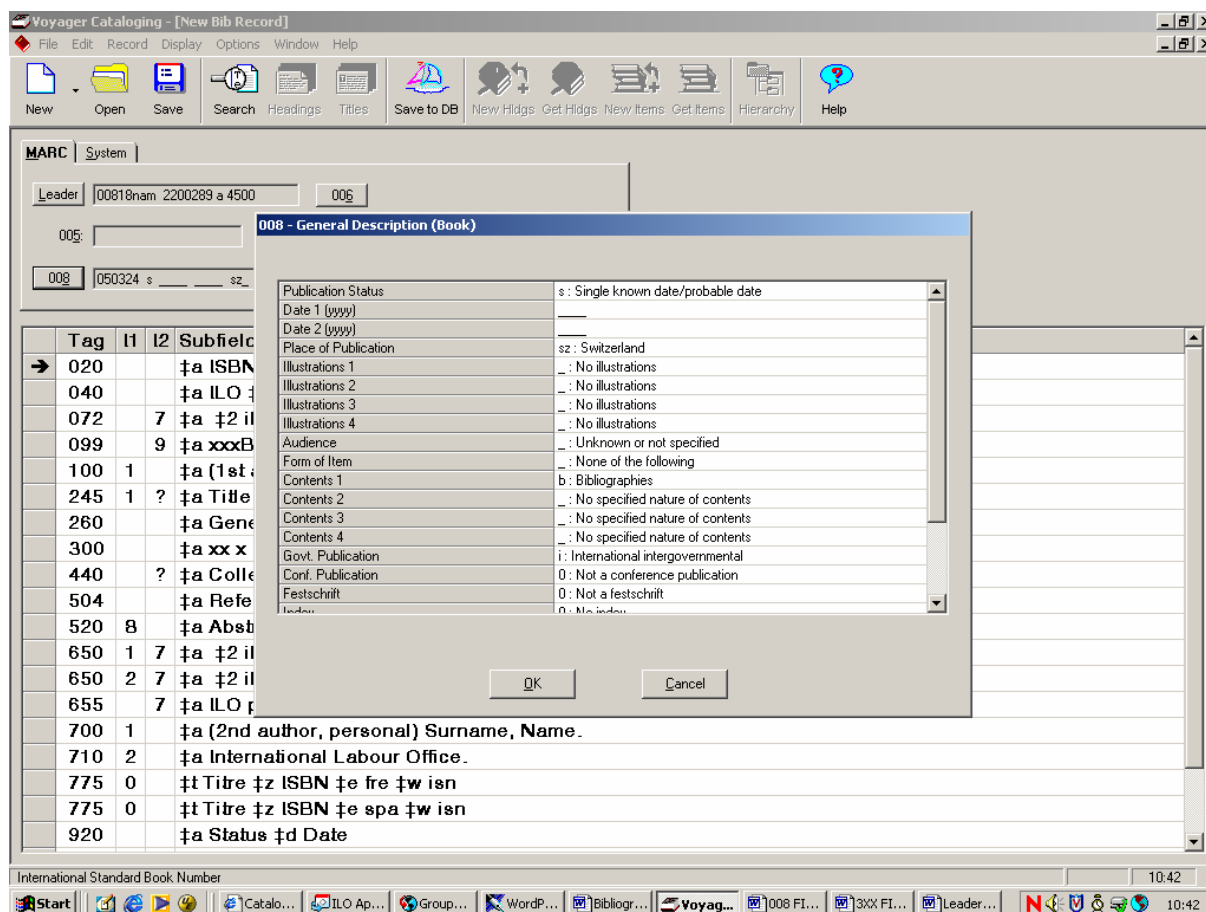 Voyager Cataloging - [New Bib Record]
File Edit Record Display Options Window Help
New Open Save Search Headings Titles Save to DB New Hldgs Get Hldgs New Items Get Items Hierarchy Help
MARC System
Leader 00818nam 2200289 a 4500 006
005:
008 050324 s ____ ____ sz_
008 - General Description (Book)
Publication Status s : Single known date/probable date
Date 1 (yyyy) ____
Date 2 (yyyy) ____
Place of Publication sz : Switzerland
Illustrations 1 _ : No illustrations
Illustrations 2 _ : No illustrations
Illustrations 3 _ : No illustrations
Illustrations 4 _ : No illustrations
Audience _ : Unknown or not specified
Form of Item _ : None of the following
Contents 1 b : Bibliographies
Contents 2 _ : No specified nature of contents
Contents 3 _ : No specified nature of contents
Contents 4 _ : No specified nature of contents
Govt. Publication i : International intergovernmental
Conf. Publication 0 : Not a conference publication
Festschrift 0 : Not a festschrift
Index 0 : No index
OK Cancel
Tag I1 I2 Subfield
020 ‡a ISBN
040 ‡a ILO ‡
072 7 ‡a ‡2 il
099 9 ‡a xxxB
100 1 ‡a (1st
245 1 ? ‡a Title
260 ‡a Gene
300 ‡a xx x
440 ? ‡a Colle
504 ‡a Refe
520 8 ‡a Abst
650 1 7 ‡a ‡2 il
650 2 7 ‡a ‡2 il
655 7 ‡a ILO p
700 1 ‡a (2nd author, personal) Surname, Name.
710 2 ‡a International Labour Office.
775 0 ‡t Titre ‡z ISBN ‡e fre ‡w isn
775 0 ‡t Titre ‡z ISBN ‡e spa ‡w isn
920 ‡a Status ‡d Date
International Standard Book Number 10:42
Start Catalo... ILO Ap... Group... WordP... Bibliogr... Voyag... 008 FI... 3XX FI... Leader... 10:42